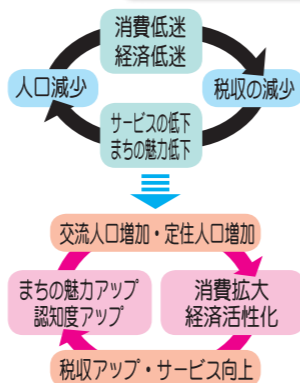 消費低迷
経済低迷
人口減少
税収の減少
サービスの低下
まちの魅力低下
交流人口増加・定住人口増加
まちの魅力アップ
認知度アップ
消費拡大
経済活性化
税収アップ・サービス向上